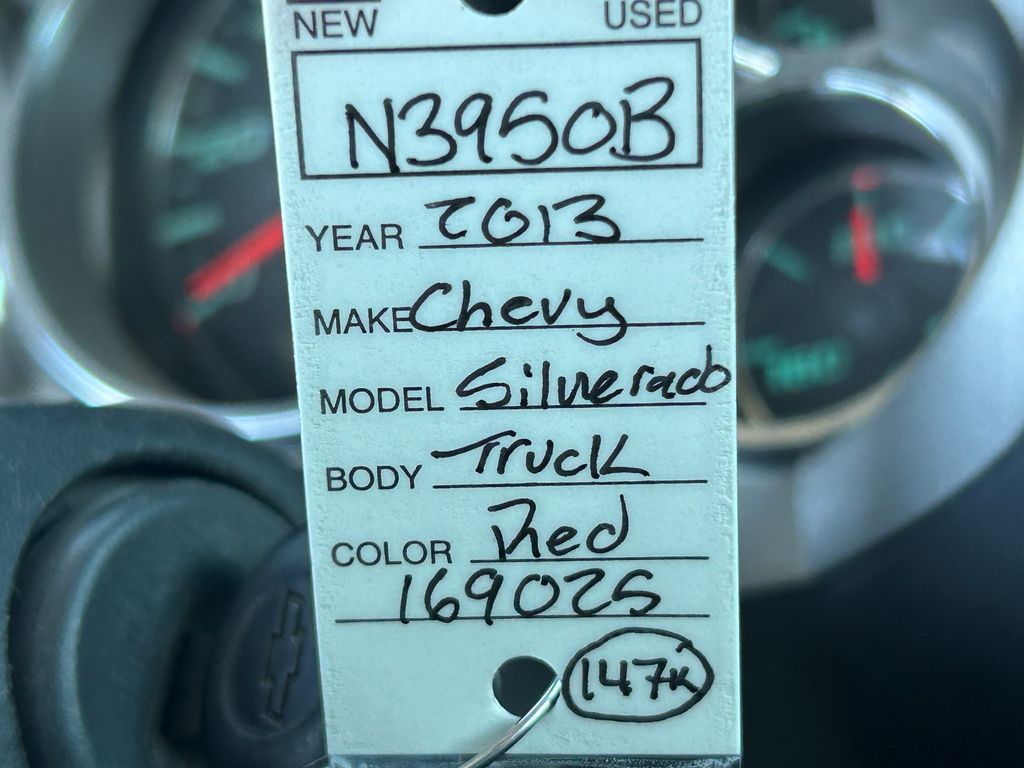 NEW USED
N3950B
YEAR 2013
MAKE Chevy
MODEL Silverado
BODY Truck
COLOR Red
169025
147K